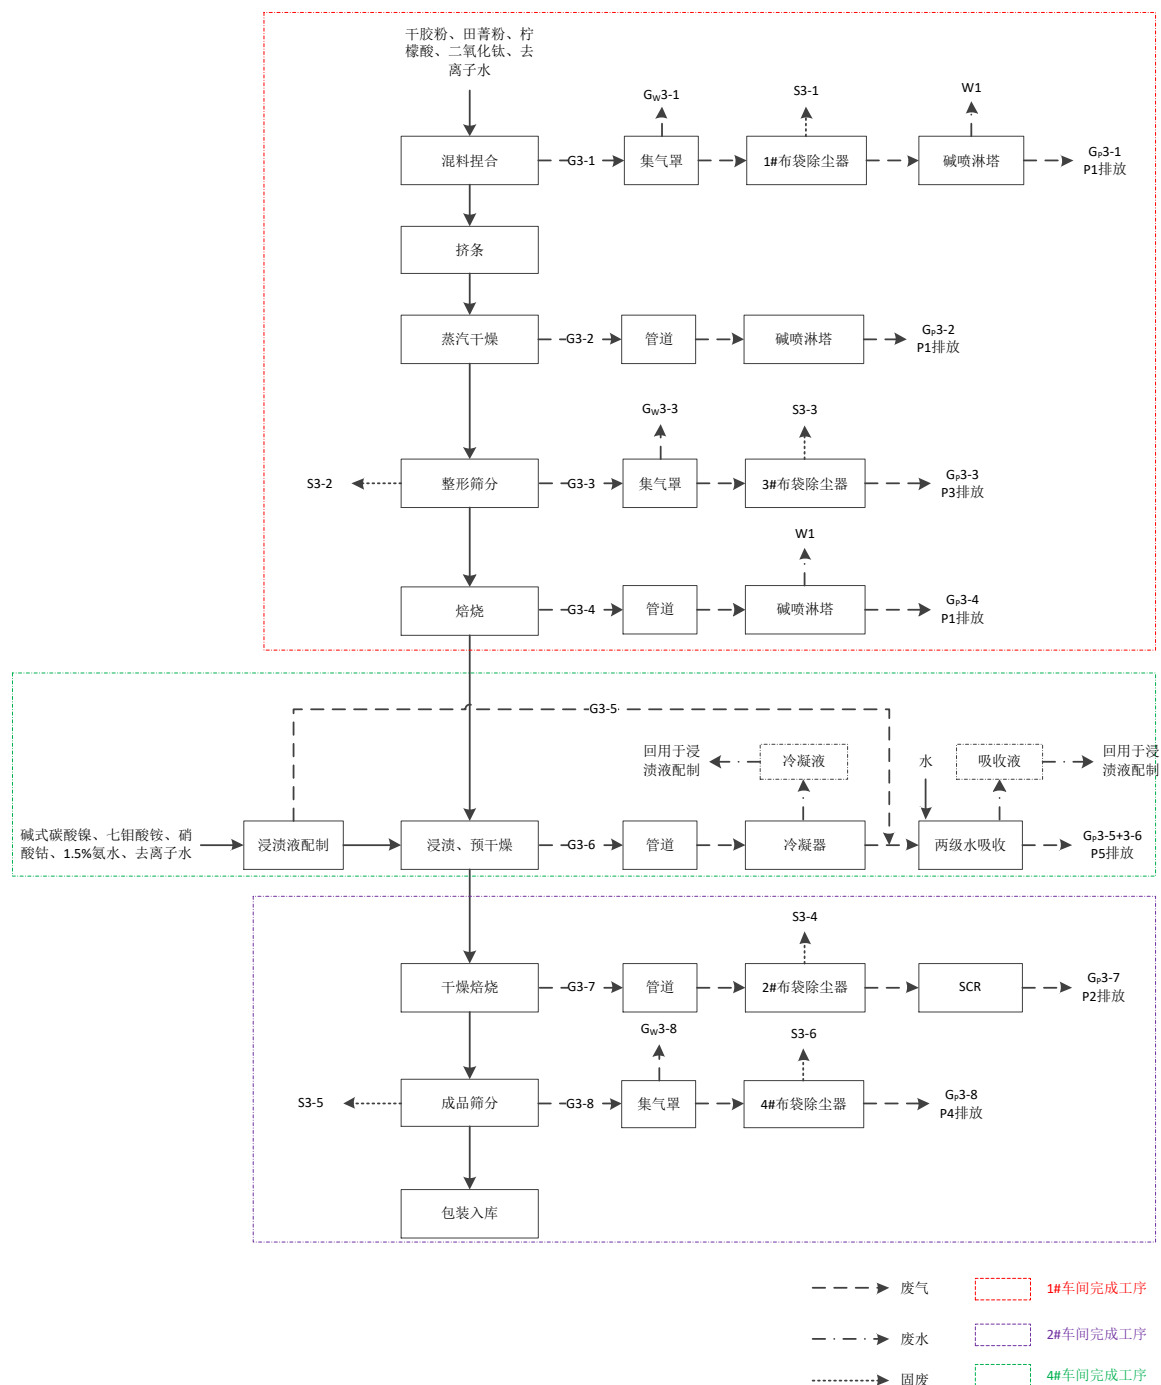 干胶粉、田菁粉、柠
檬酸、二氧化钛、去
离子水
混料捏合
G3-1
集气罩
Gw3-1
1#布袋除尘器
S3-1
碱喷淋塔
W1
GP3-1
P1排放
挤条
蒸汽干燥
G3-2
管道
碱喷淋塔
GP3-2
P1排放
S3-2
整形筛分
G3-3
集气罩
Gw3-3
3#布袋除尘器
S3-3
GP3-3
P3排放
焙烧
G3-4
管道
碱喷淋塔
W1
GP3-4
P1排放
G3-5
回用于浸
渍液配制
冷凝液
水
吸收液
回用于浸
渍液配制
碱式碳酸镍、七钼酸铵、硝
酸钴、1.5%氨水、去离子水
浸渍液配制
浸渍、预干燥
G3-6
管道
冷凝器
两级水吸收
GP3-5+3-6
P5排放
干燥焙烧
G3-7
管道
2#布袋除尘器
S3-4
SCR
GP3-7
P2排放
S3-5
成品筛分
G3-8
集气罩
Gw3-8
4#布袋除尘器
S3-6
GP3-8
P4排放
包装入库
废气
1#车间完成工序
废水
2#车间完成工序
固废
4#车间完成工序